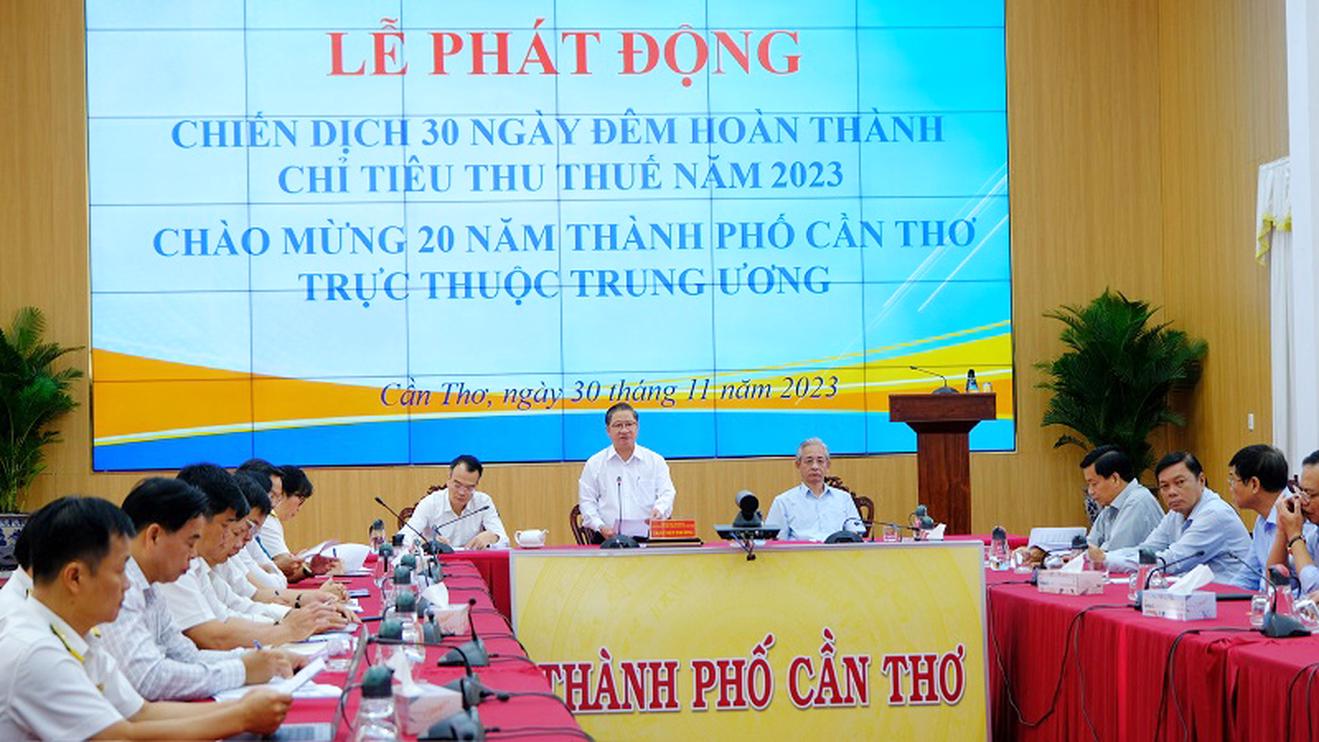 LỄ PHÁT ĐỘNG
CHIẾN DỊCH 30 NGÀY ĐÊM HOÀN THÀNH
CHỈ TIÊU THU THUẾ NĂM 2023
CHÀO MỪNG 20 NĂM THÀNH PHỐ CẦN THƠ
TRỰC THUỘC TRUNG ƯƠNG
Cần Thơ, ngày 30 tháng 11 năm 2023
THÀNH PHỐ CẦN THƠ